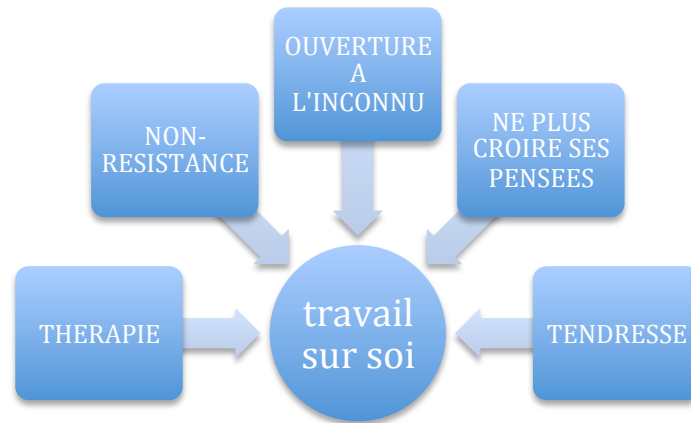 OUVERTURE
A
L'INCONNU
NON-
RESISTANCE
NE PLUS
CROIRE SES
PENSEES
THERAPIE
travail
sur soi
TENDRESSE